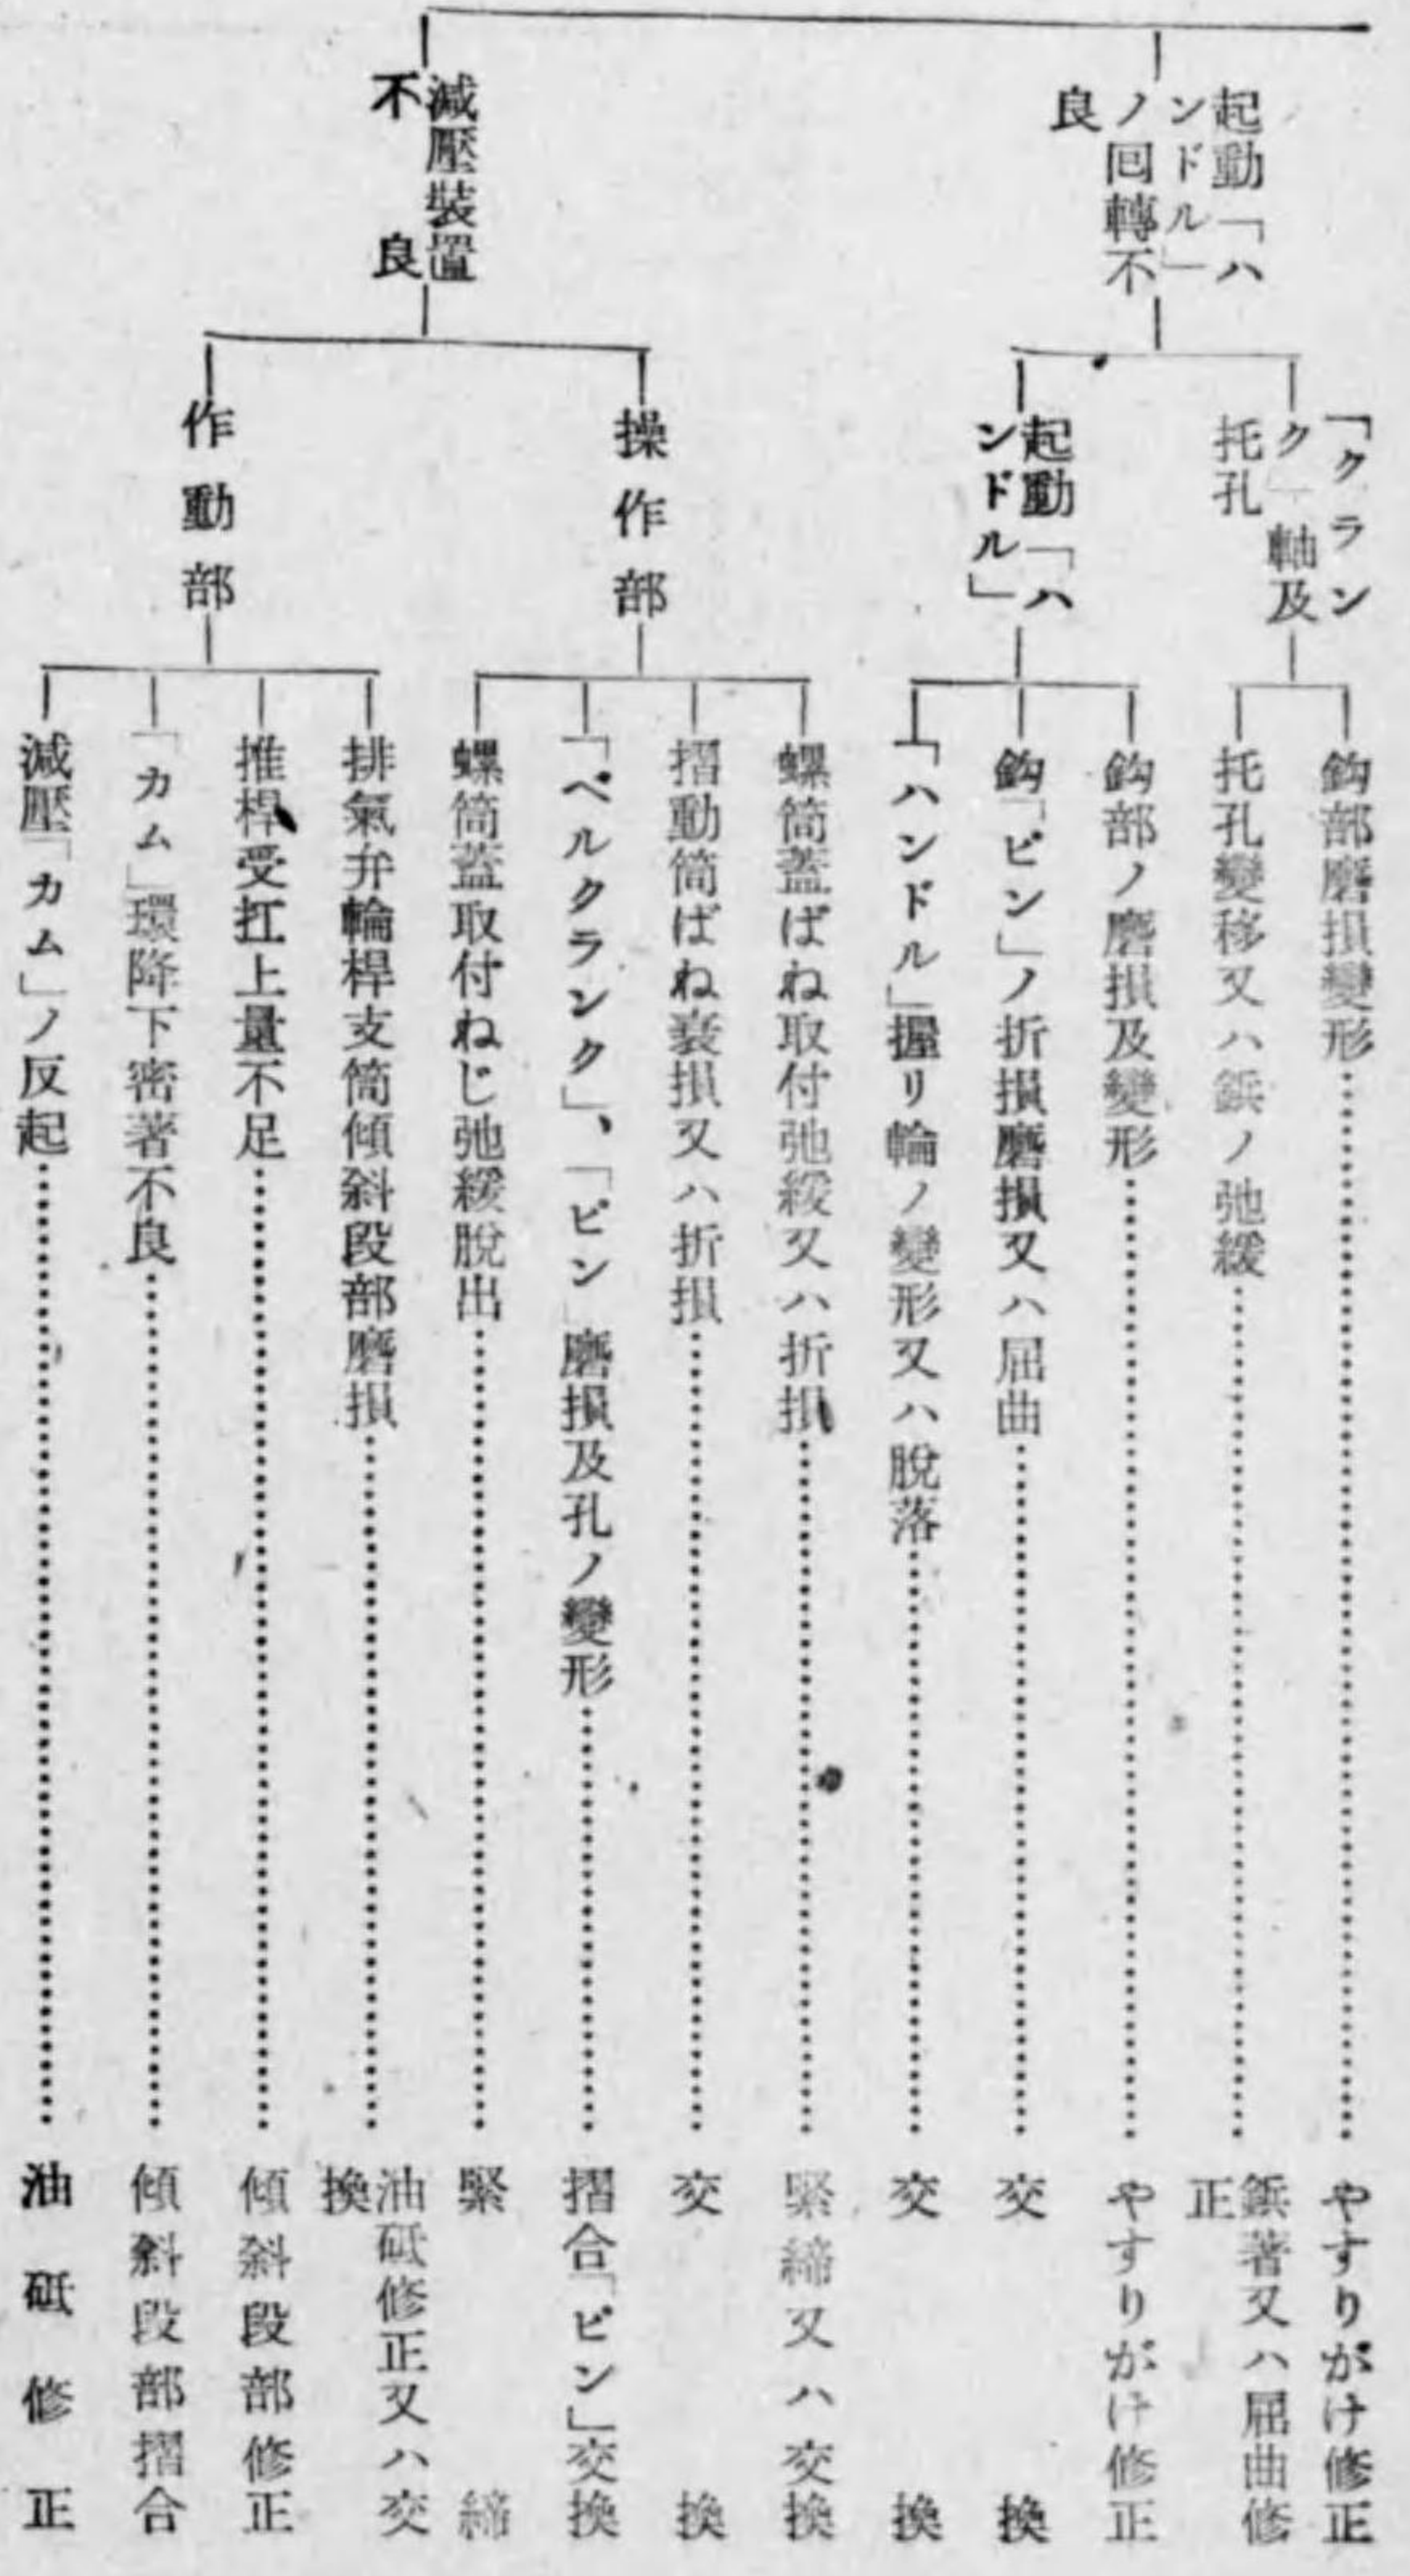 起動「ハ
ンドル」
ノ回轉不
良
「クラン
ク」軸及
托孔
鈎部磨損變形
やすりがけ修正
托孔變移又ハ鋲ノ弛緩
鋲著又ハ屈曲修
正
起動「ハ
ンドル」
鈎部ノ磨損及變形
やすりがけ修正
鈎「ピン」ノ折損磨損又ハ屈曲
交換
「ハンドル」握リ輪ノ變形又ハ脫落
交換
減壓裝置
不良
操作部
螺筒蓋ばね取付弛緩又ハ折損
緊締又ハ交換
摺動筒ばね衰損又ハ折損
交換
「ベルクランク」、「ピン」磨損及孔ノ變形
摺合「ピン」交換
螺筒蓋取付ねじ弛緩脫出
緊締
作動部
排氣弁輪桿支筒傾斜段部磨損
油砥修正又ハ交
換
推桿受扛上量不足
傾斜段部修正
「カム」環降下密著不良
傾斜段部摺合
減壓「カム」ノ反起
油砥修正